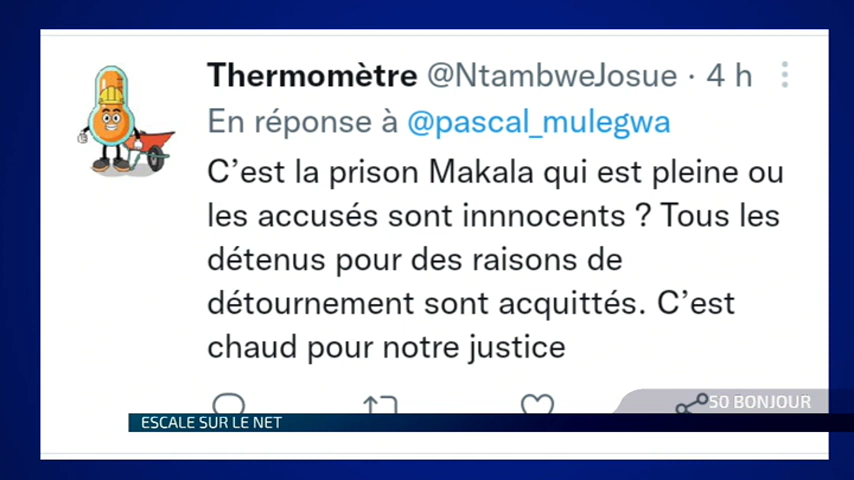 Thermomètre @NtambweJosue · 4 h
En réponse à @pascal_mulegwa
C’est la prison Makala qui est pleine ou
les accusés sont innnocents ? Tous les
détenus pour des raisons de
détournement sont acquittés. C’est
chaud pour notre justice
50 BONJOUR
ESCALE SUR LE NET